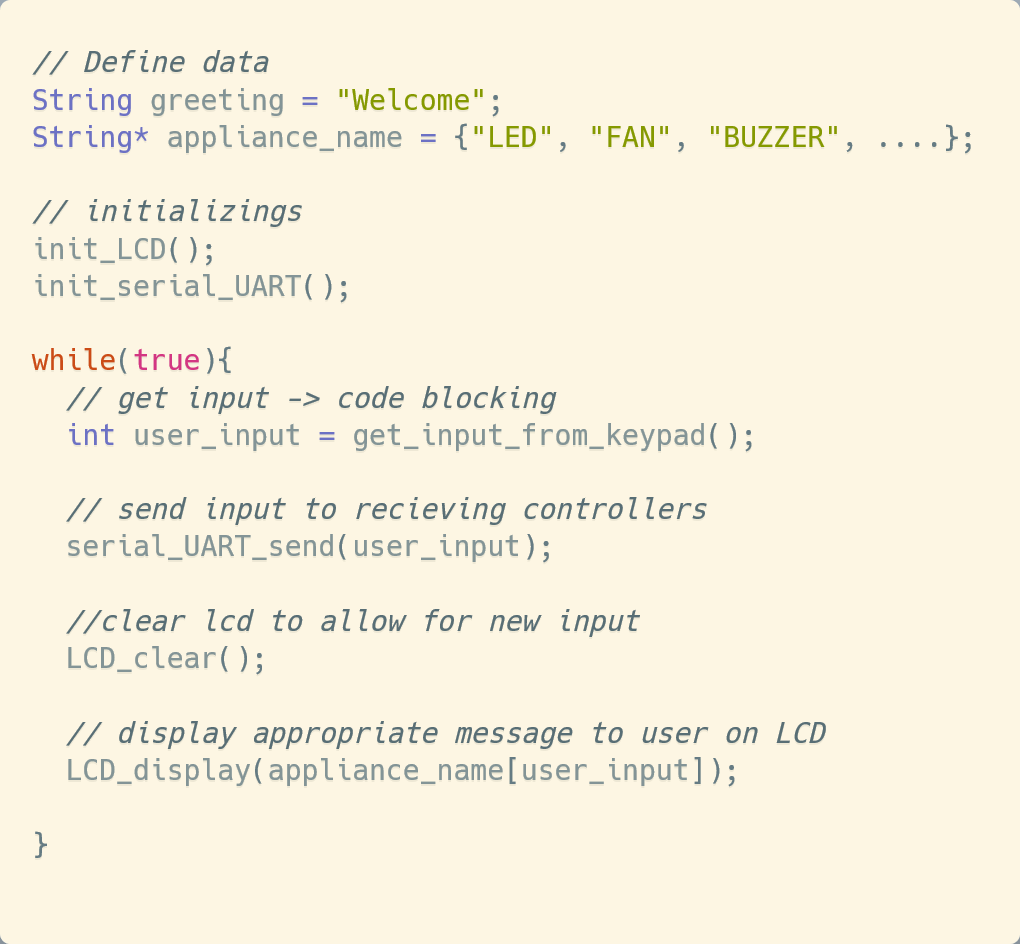 // Define data
String greeting = "Welcome";
String* appliance_name = {"LED", "FAN", "BUZZER", ....};
// initializings
init_LCD();
init_serial_UART();
while(true){
// get input -> code blocking
int user_input = get_input_from_keypad();
// send input to recieving controllers
serial_UART_send(user_input);
//clear lcd to allow for new input
LCD_clear();
// display appropriate message to user on LCD
LCD_display(appliance_name[user_input]);
}